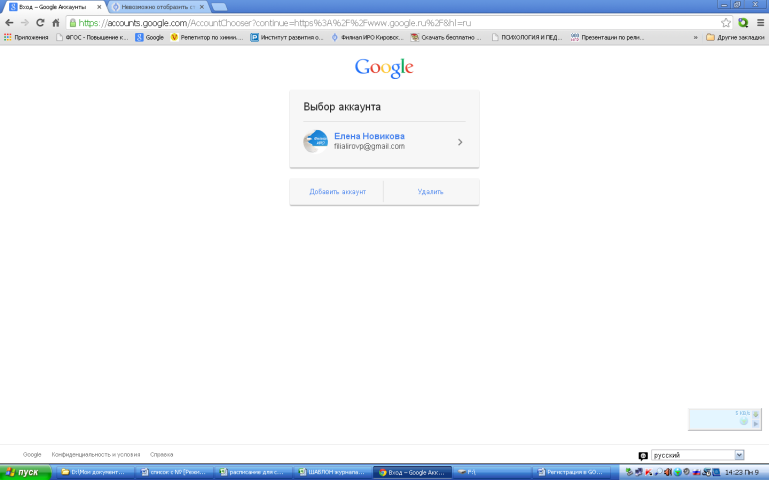 Вход – Google Аккаунты
Невозможно отобразить ст
https://accounts.google.com/AccountChooser?continue=https%3A%2F%2Fwww.google.ru%2F&hl=ru
Приложения ФГОС - Повышение к... Google Репетитор по химии.... Институт развития о... Филиал ИРО Кировск... Скачать бесплатно ... ПСИХОЛОГИЯ И ПЕД... Презентации по рели... » Другие закладки
Google
Выбор аккаунта
Елена Новикова
filialirovp@gmail.com
Добавить аккаунт
Удалить
Google Конфиденциальность и условия Справка
русский
пуск D:\Мои документ... список с NУ [Режи... расписание для с... ШАБЛОН журнала... Вход – Google Акк... F:\ Регистрация в GO... 14:23 Пн 9